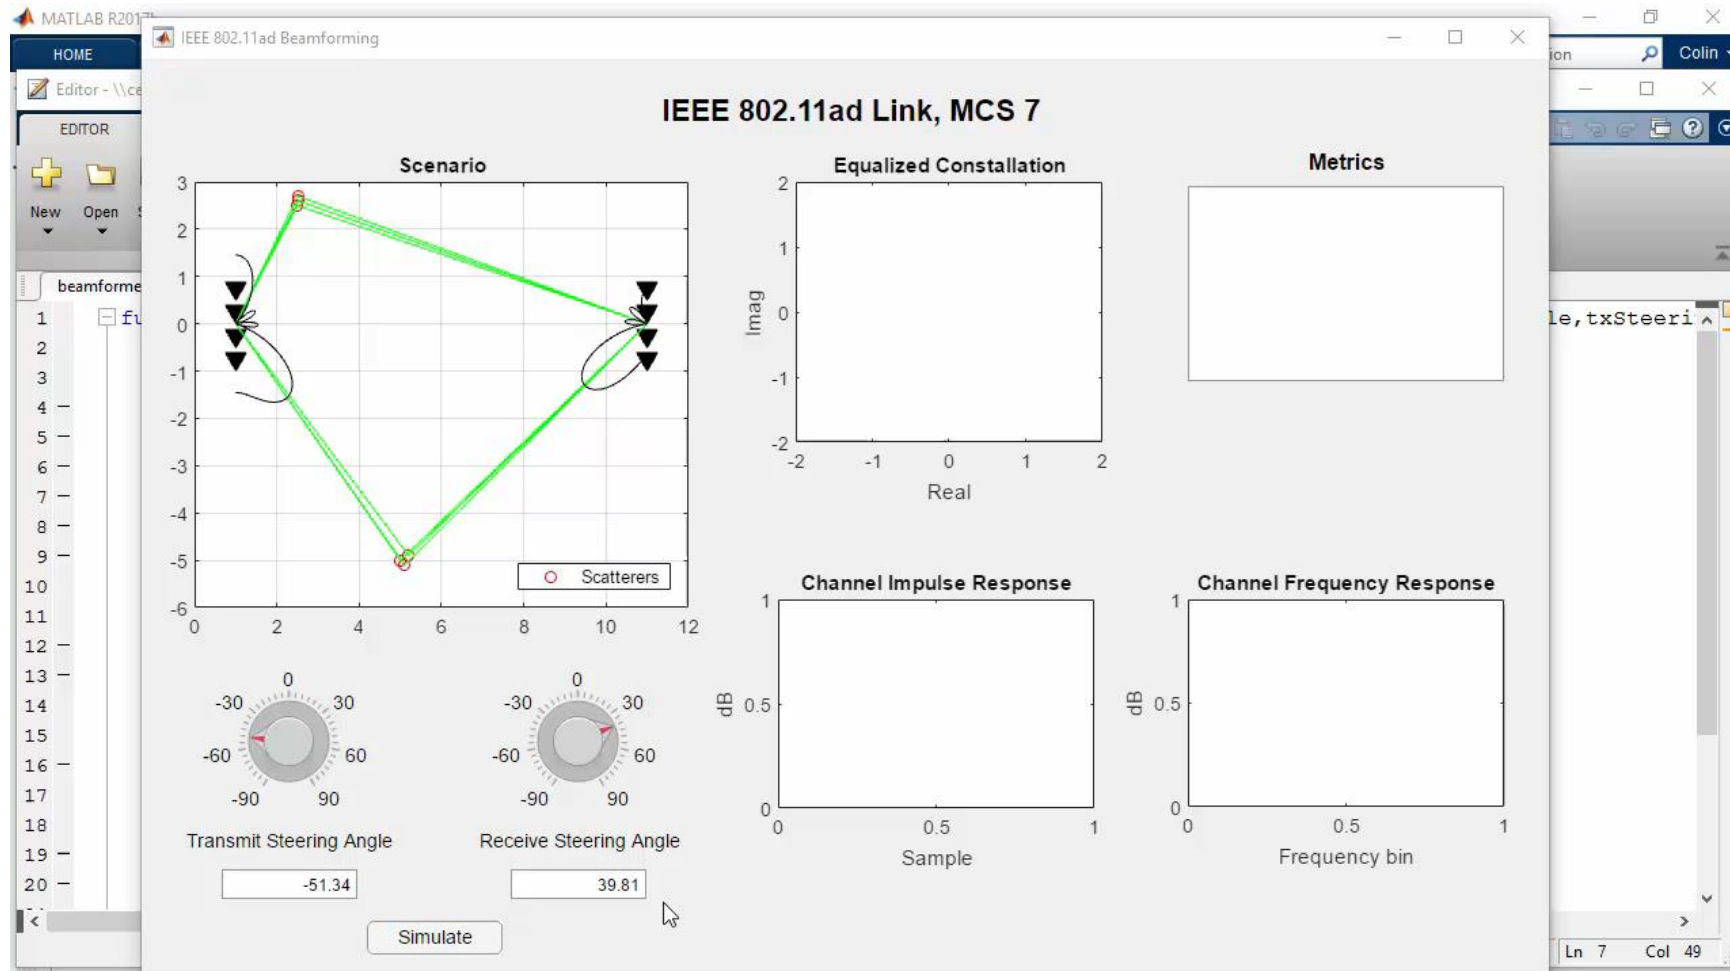 MATLAB R2017b
IEEE 802.11ad Beamforming
HOME
ion
Colin
Editor - \\ce
EDITOR
New
Open
IEEE 802.11ad Link, MCS 7
Scenario
3
2
1
0
-1
-2
-3
-4
-5
-6
0
2
4
6
8
10
12
Scatterers
Equalized Constallation
2
1
0
-1
-2
Imag
-2
-1
0
1
2
Real
Metrics
beamforme
1
fu
le,txSteeri
2
3
4
5
6
7
8
9
10
11
12
13
14
15
16
17
18
19
20
Channel Impulse Response
1
0.5
0
dB
0
0.5
1
Sample
Channel Frequency Response
1
0.5
0
dB
0
0.5
1
Frequency bin
0
-30
30
-60
60
-90
90
Transmit Steering Angle
-51.34
0
-30
30
-60
60
-90
90
Receive Steering Angle
39.81
Simulate
Ln 7 Col 49